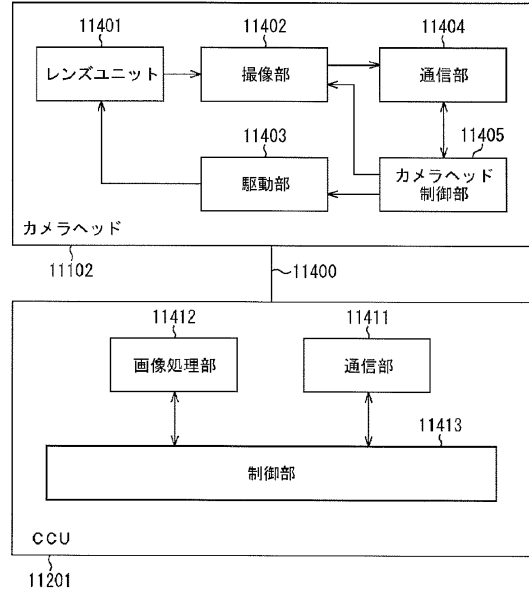 11401
11402
11404
レンズユニット
撮像部
通信部
11403
11405
駆動部
カメラヘッド
制御部
カメラヘッド
11102
11400
11412
11411
画像処理部
通信部
11413
制御部
CCU
11201